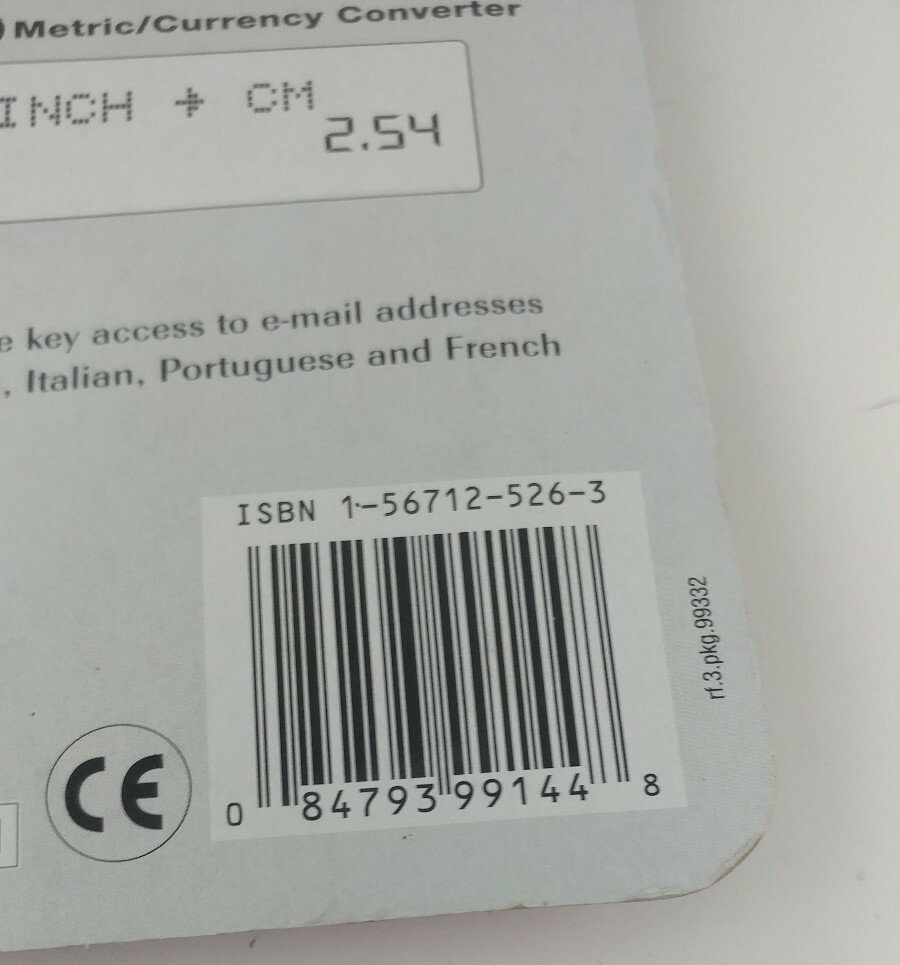 Metric/Currency Converter
INCH → CM
2.54
key access to e-mail addresses
, Italian, Portuguese and French
ISBN 1-56712-526-3
0 84793 99144 8
rf.3.pkg.99332
CE